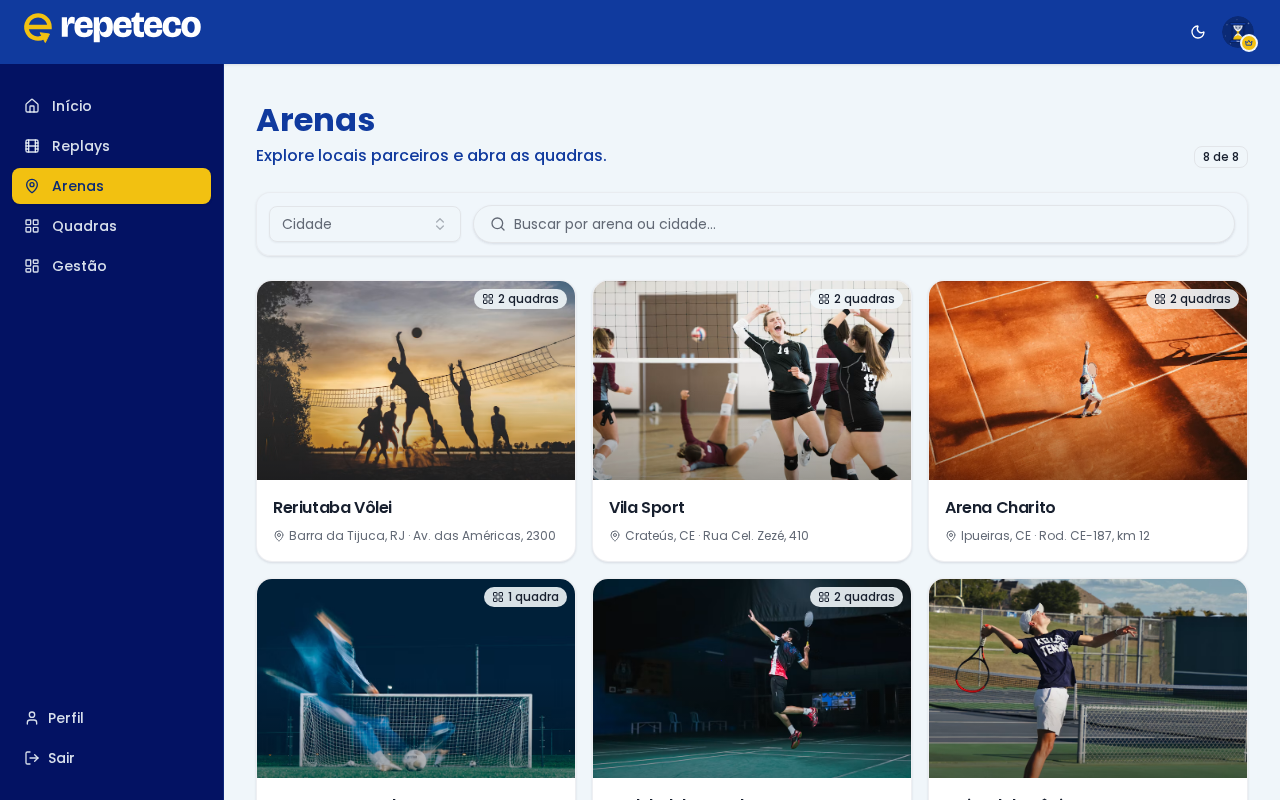 repeteco
Início
Replays
Arenas
Quadras
Gestão
Perfil
Sair
Arenas
Explore locais parceiros e abra as quadras.
8 de 8
Cidade
Buscar por arena ou cidade...
2 quadras
2 quadras
2 quadras
14
17
Reriutaba Vôlei
Barra da Tijuca, RJ · Av. das Américas, 2300
Vila Sport
Crateús, CE · Rua Cel. Zezé, 410
Arena Charito
Ipueiras, CE · Rod. CE-187, km 12
1 quadra
2 quadras
TENNIS